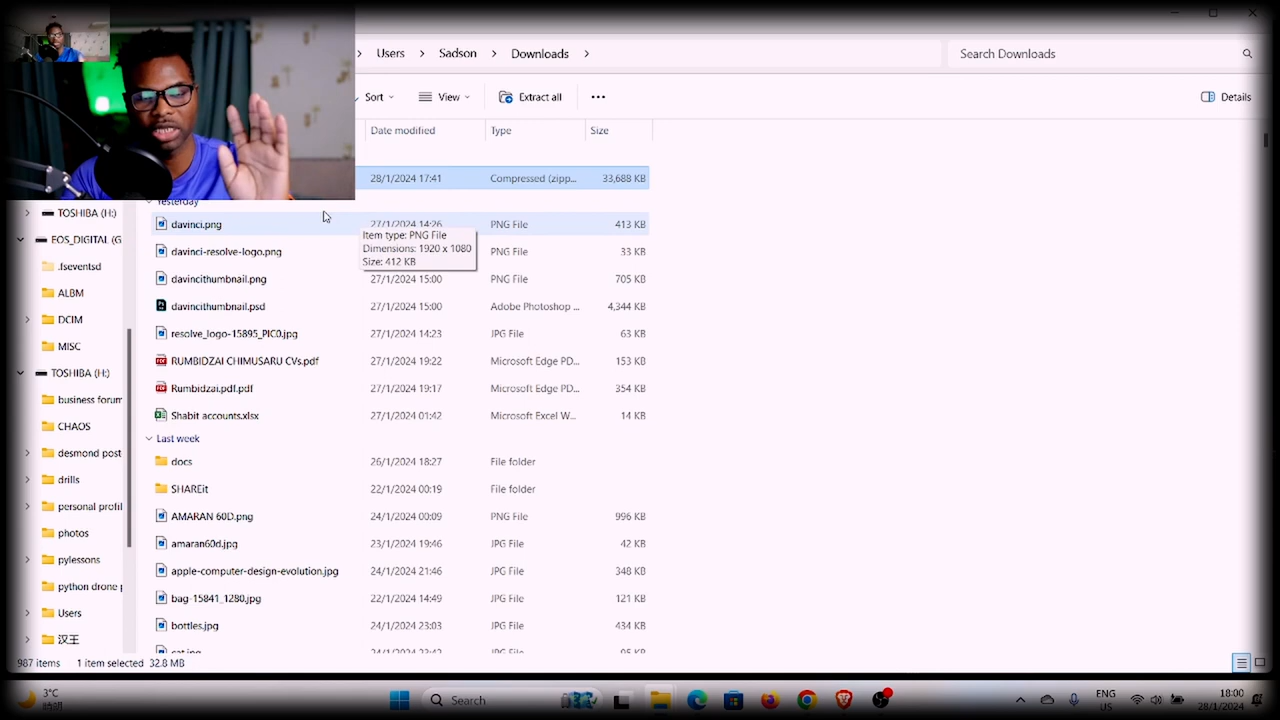 Users > Sadson > Downloads >
Search Downloads
Sort
View
Extract all
Details
Date modified
Type
Size
28/1/2024 17:41 Compressed (zipp... 33,688 KB
Yesterday
davinci.png 27/1/2024 14:26 PNG File 413 KB
Item type: PNG File
Dimensions: 1920 x 1080
Size: 412 KB
davinci-resolve-logo.png PNG File 33 KB
davincithumbnail.png 27/1/2024 15:00 PNG File 705 KB
davincithumbnail.psd 27/1/2024 15:00 Adobe Photoshop ... 4,344 KB
resolve_logo-15895_PIC0.jpg 27/1/2024 14:23 JPG File 63 KB
RUMBIDZAI CHIMUSARU CVs.pdf 27/1/2024 19:22 Microsoft Edge PD... 153 KB
Rumbidzai.pdf.pdf 27/1/2024 19:17 Microsoft Edge PD... 354 KB
Shabit accounts.xlsx 27/1/2024 01:42 Microsoft Excel W... 14 KB
Last week
docs 26/1/2024 18:27 File folder
SHAREit 22/1/2024 00:19 File folder
AMARAN 60D.png 24/1/2024 00:09 PNG File 996 KB
amaran60d.jpg 23/1/2024 19:46 JPG File 42 KB
apple-computer-design-evolution.jpg 24/1/2024 21:46 JPG File 348 KB
bag-15841_1280.jpg 22/1/2024 14:49 JPG File 121 KB
bottles.jpg 24/1/2024 23:03 JPG File 434 KB
TOSHIBA (H:)
EOS_DIGITAL (G
.fseventsd
ALBM
DCIM
MISC
TOSHIBA (H:)
business forum
CHAOS
desmond post
drills
personal profil
photos
pylessons
python drone p
Users
汉王
987 items 1 item selected 32.8 MB
3°C
晴明
Search
ENG
US
18:00
28/1/2024